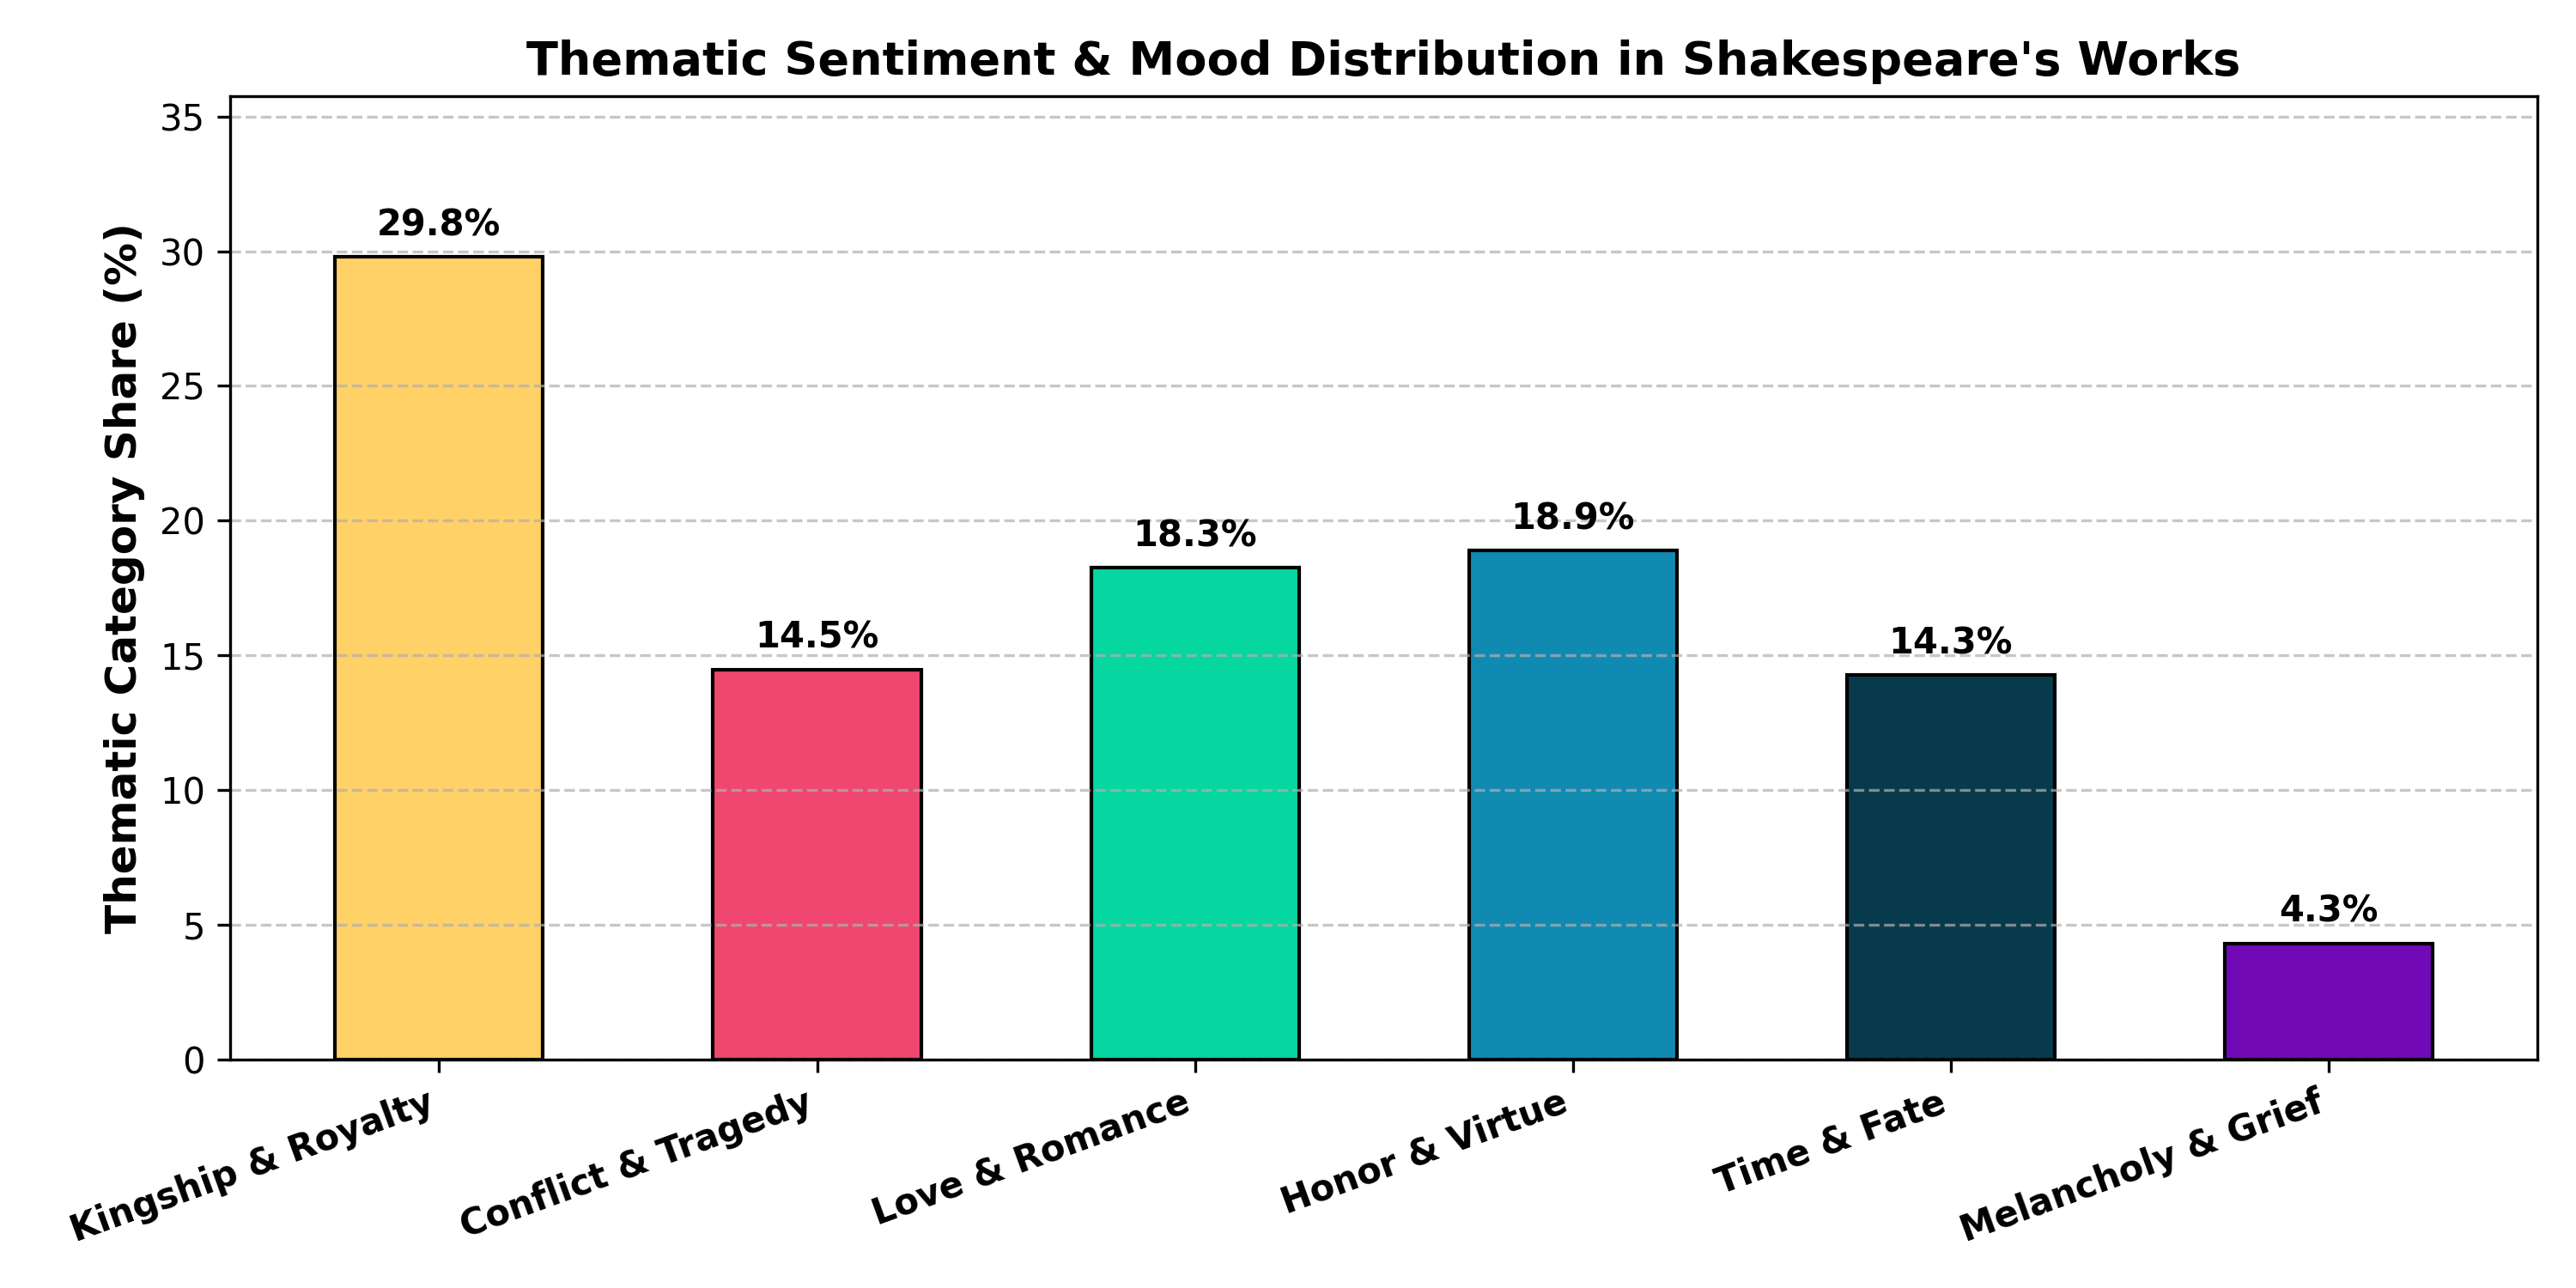 Thematic Sentiment & Mood Distribution in Shakespeare's Works
Thematic Category Share (%)
35
30
25
20
15
10
5
0
29.8%
14.5%
18.3%
18.9%
14.3%
4.3%
Kingship & Royalty
Conflict & Tragedy
Love & Romance
Honor & Virtue
Time & Fate
Melancholy & Grief